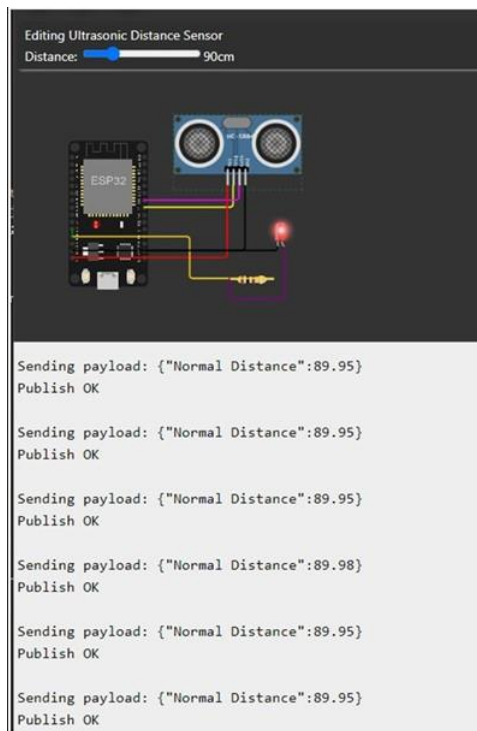 Editing Ultrasonic Distance Sensor
Distance: 90cm
HC-SR04
ESP32
Sending payload: {"Normal Distance":89.95}
Publish OK
Sending payload: {"Normal Distance":89.95}
Publish OK
Sending payload: {"Normal Distance":89.95}
Publish OK
Sending payload: {"Normal Distance":89.98}
Publish OK
Sending payload: {"Normal Distance":89.95}
Publish OK
Sending payload: {"Normal Distance":89.95}
Publish OK